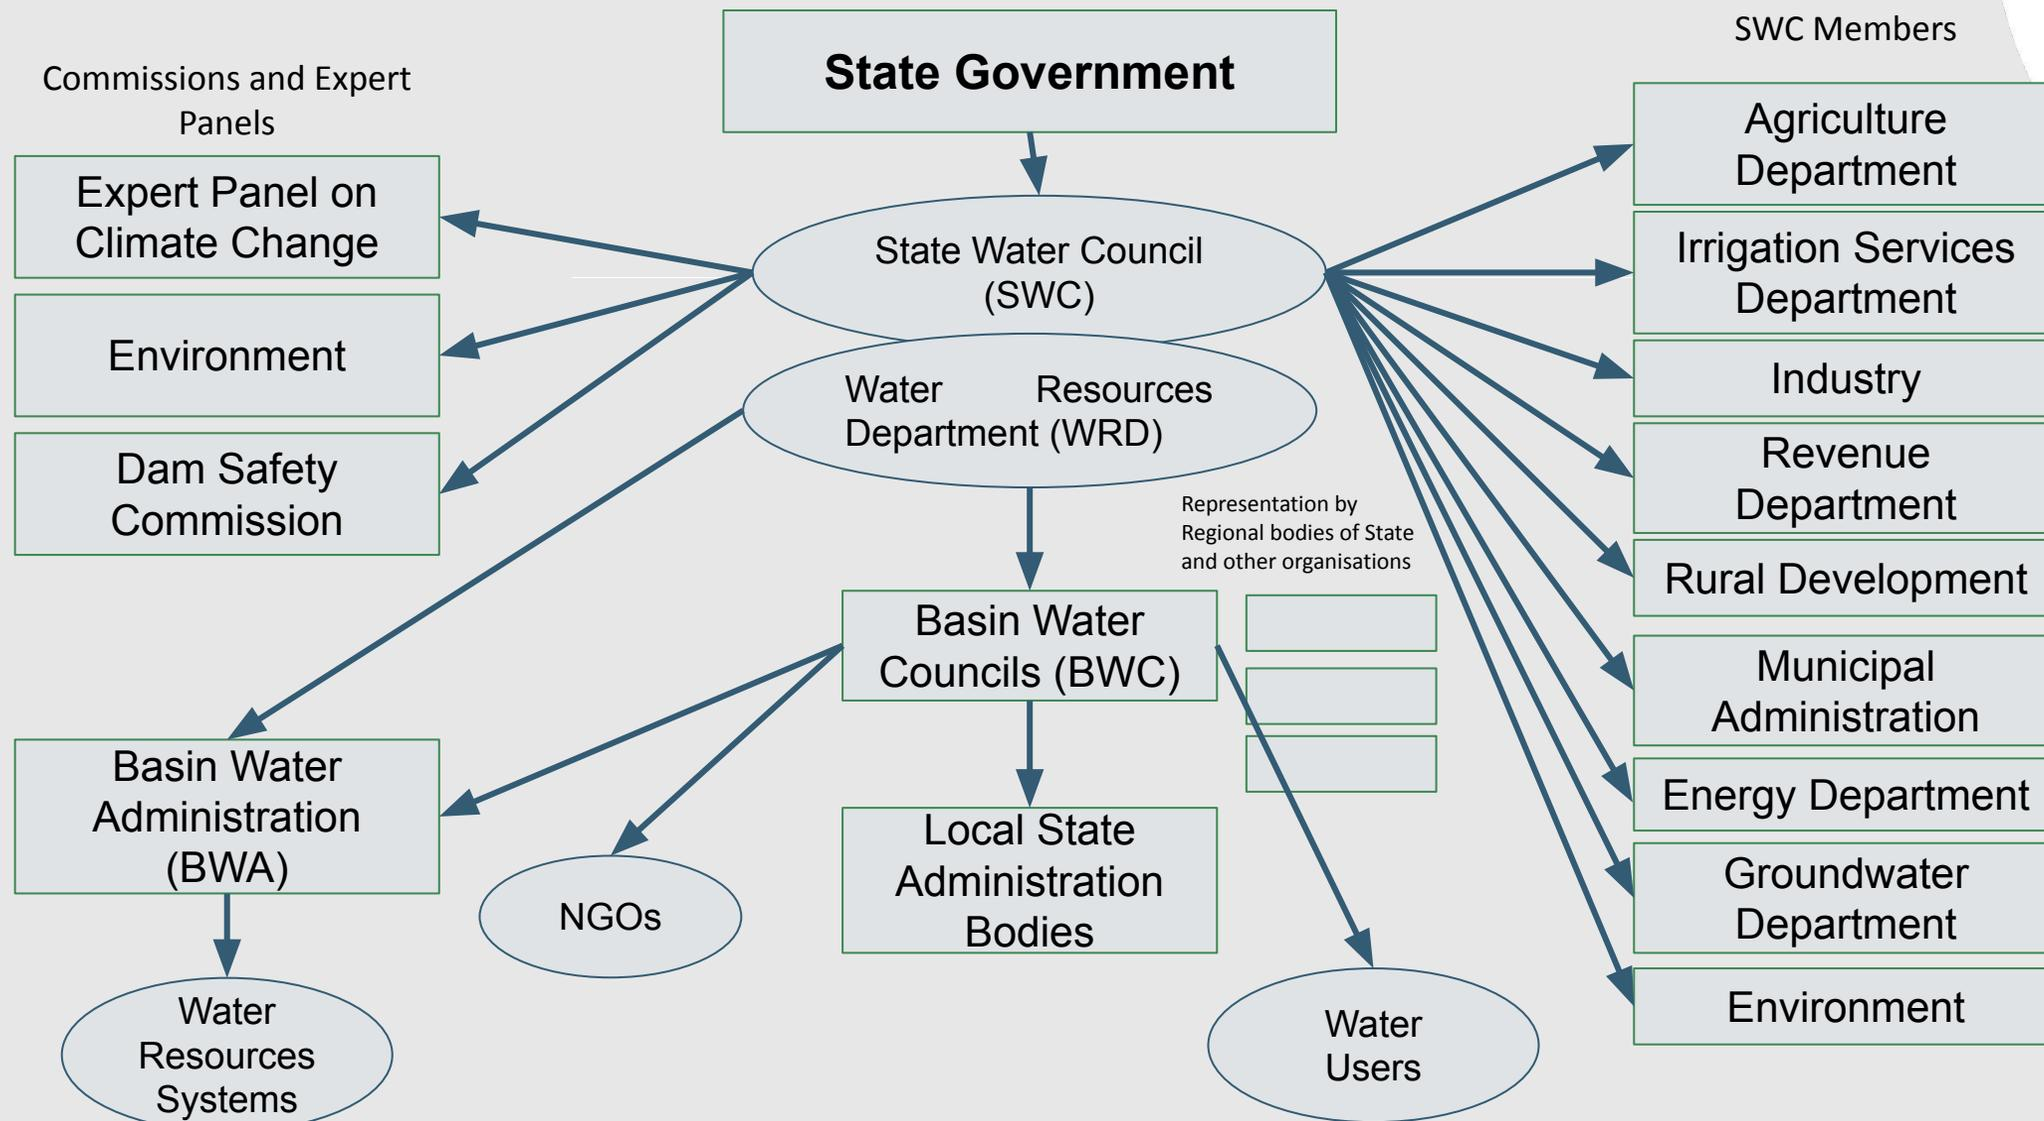 State Government
SWC Members
Commissions and Expert
Panels
Expert Panel on
Climate Change
Environment
Dam Safety
Commission
State Water Council
(SWC)
Water Resources
Department (WRD)
Agriculture
Department
Irrigation Services
Department
Industry
Revenue
Department
Rural Development
Municipal
Administration
Energy Department
Groundwater
Department
Environment
Representation by
Regional bodies of State
and other organisations
Basin Water
Councils (BWC)
Basin Water
Administration
(BWA)
NGOs
Local State
Administration
Bodies
Water
Users
Water
Resources
Systems